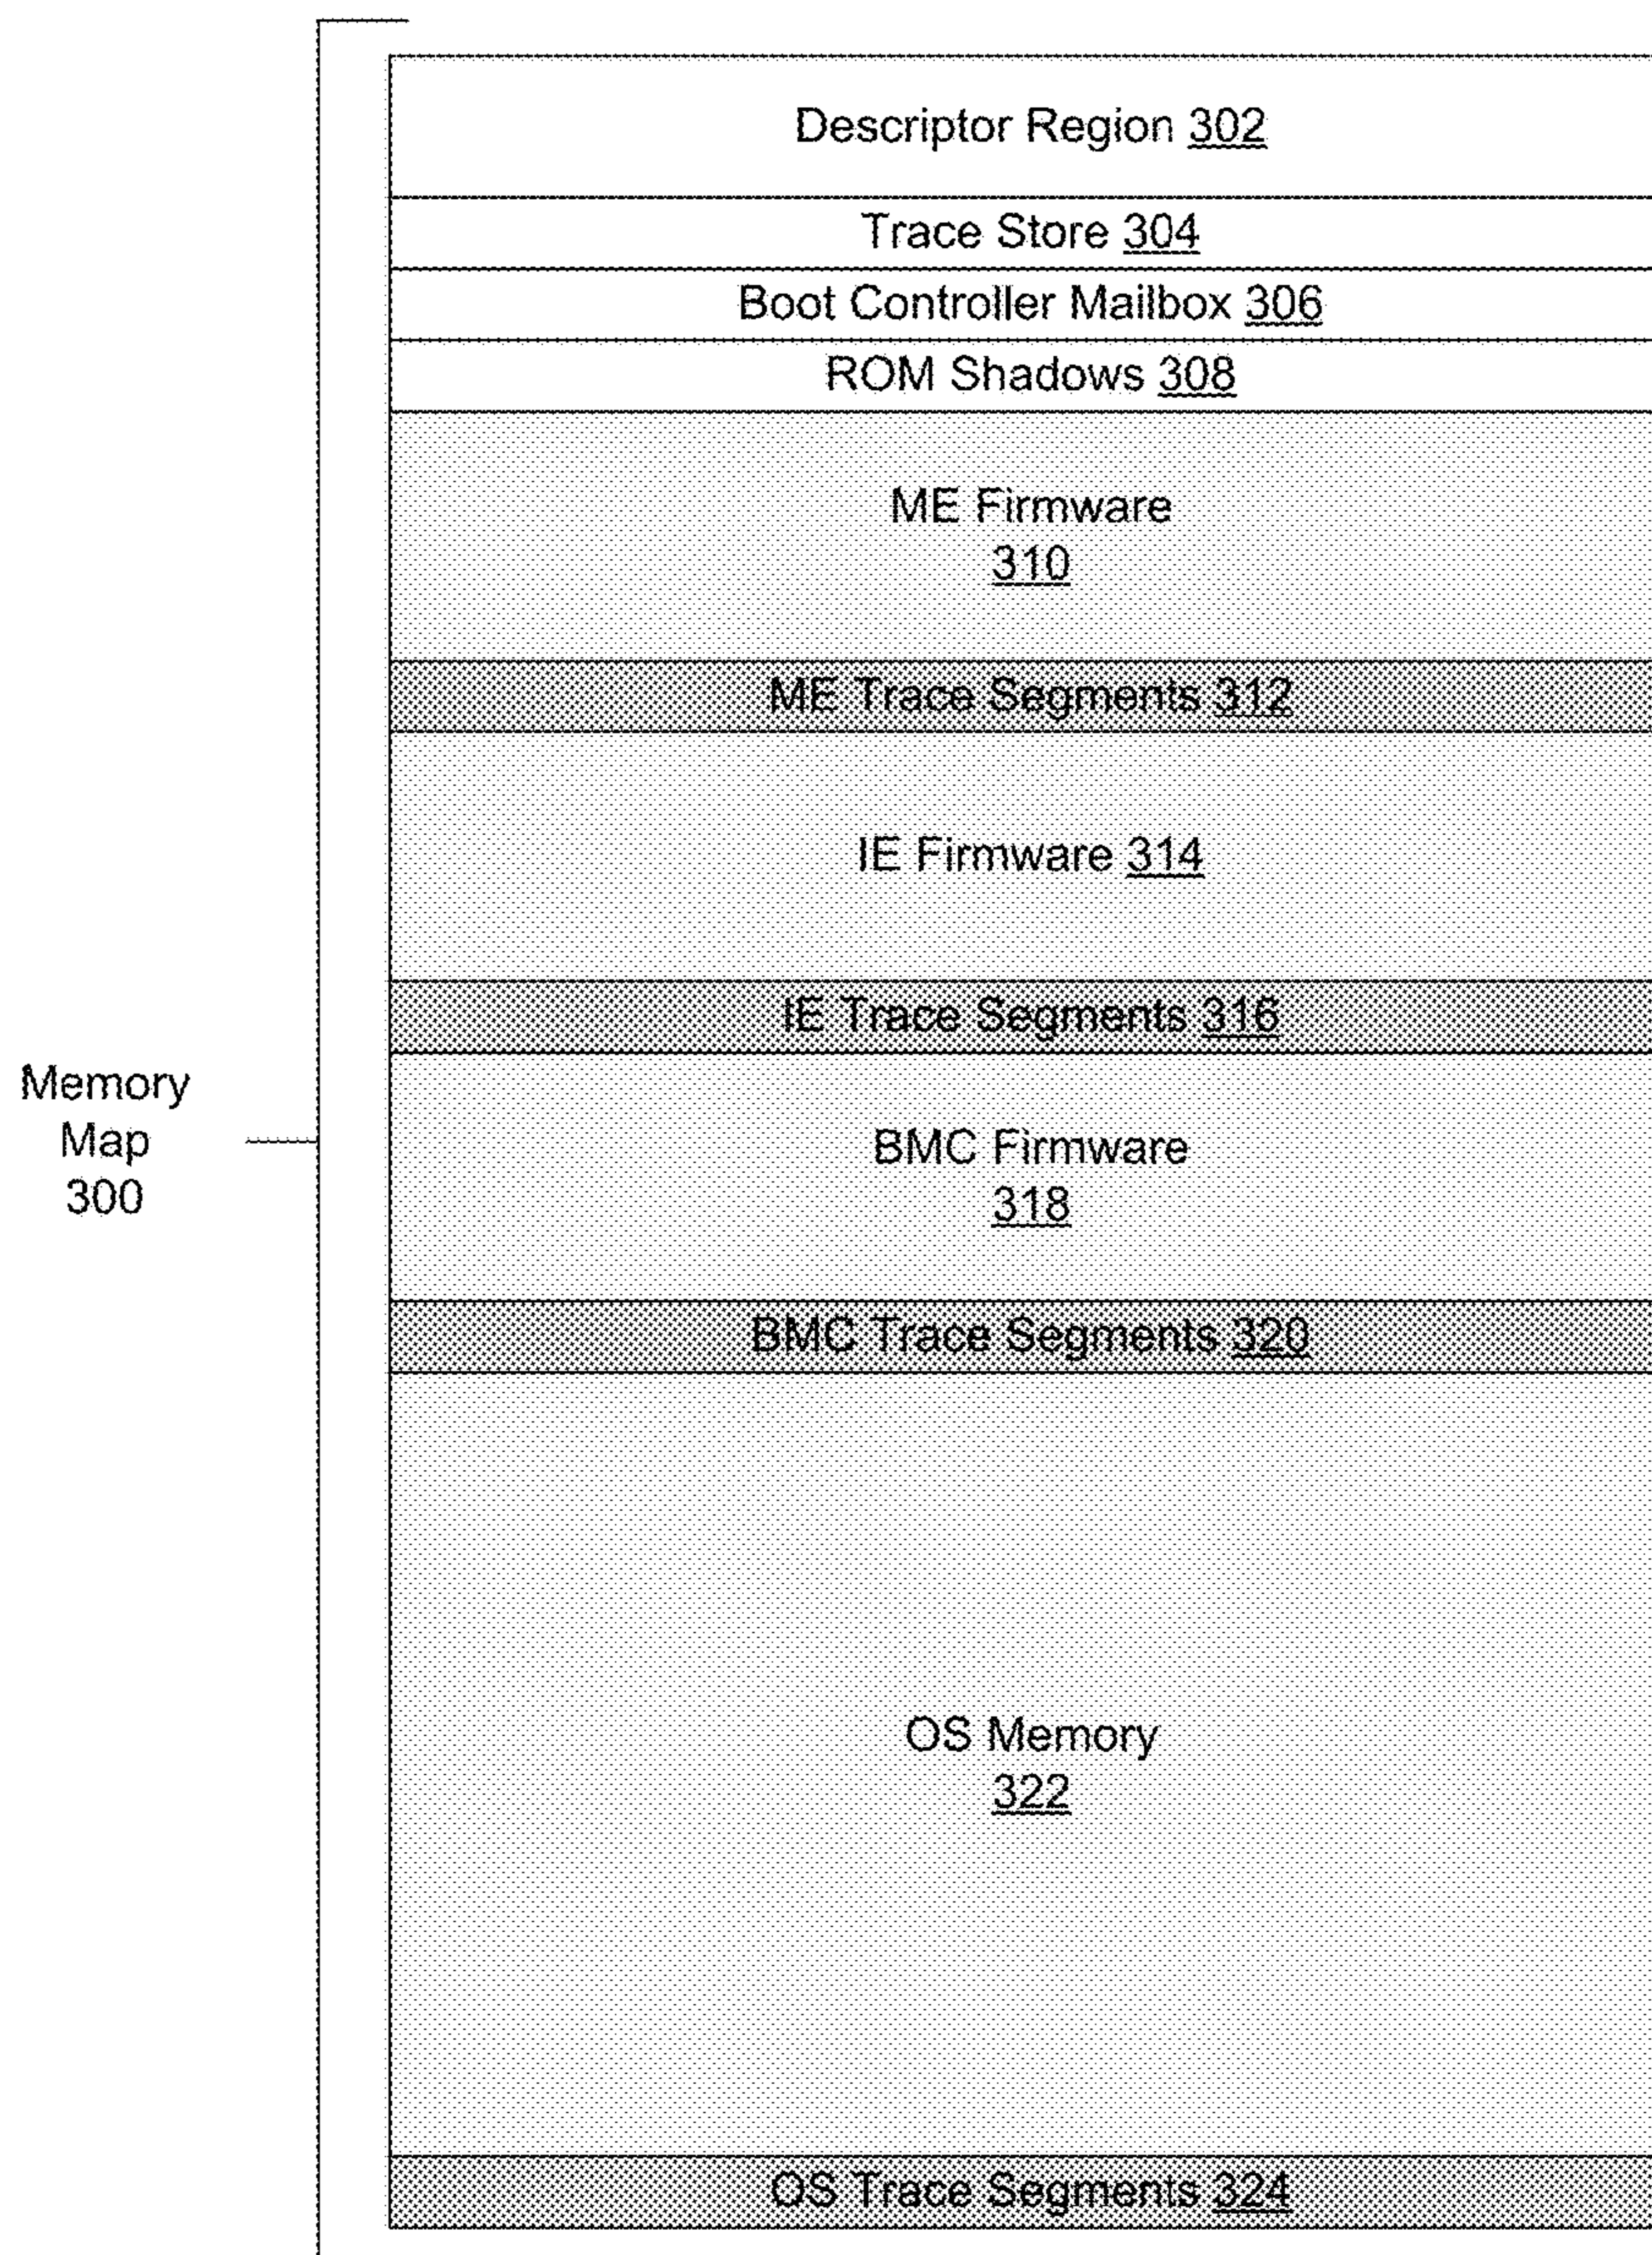 Descriptor Region 302
Trace Store 304
Boot Controller Mailbox 306
ROM Shadows 308
ME Firmware
310
ME Trace Segments 312
IE Firmware 314
IE Trace Segments 316
Memory
Map
300
BMC Firmware
318
BMC Trace Segments 320
OS Memory
322
OS Trace Segments 324